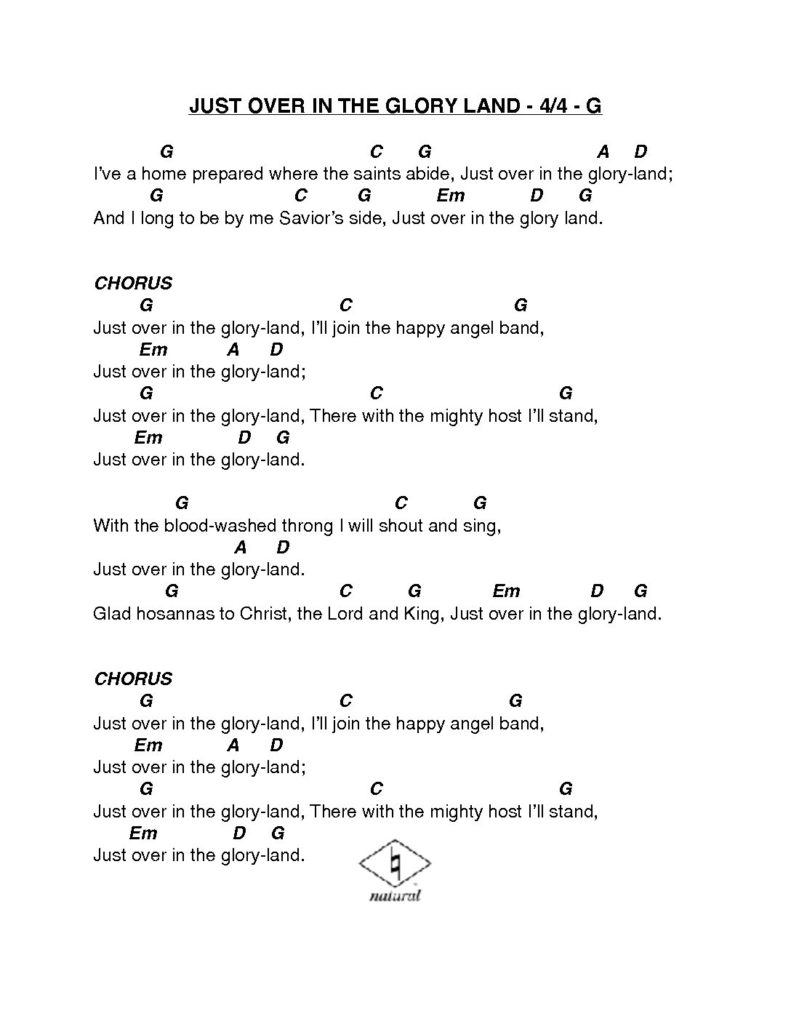 JUST OVER IN THE GLORY LAND - 4/4 - G
G C G A D
I've a home prepared where the saints abide, Just over in the glory-land;
G C G Em D G
And I long to be by me Savior's side, Just over in the glory land.
CHORUS
G C G
Just over in the glory-land, I'll join the happy angel band,
Em A D
Just over in the glory-land;
G C G
Just over in the glory-land, There with the mighty host I'll stand,
Em D G
Just over in the glory-land.
G C G
With the blood-washed throng I will shout and sing,
A D
Just over in the glory-land.
G C G Em D G
Glad hosannas to Christ, the Lord and King, Just over in the glory-land.
CHORUS
G C G
Just over in the glory-land, I'll join the happy angel band,
Em A D
Just over in the glory-land;
G C G
Just over in the glory-land, There with the mighty host I'll stand,
Em D G
Just over in the glory-land.
♮
natural